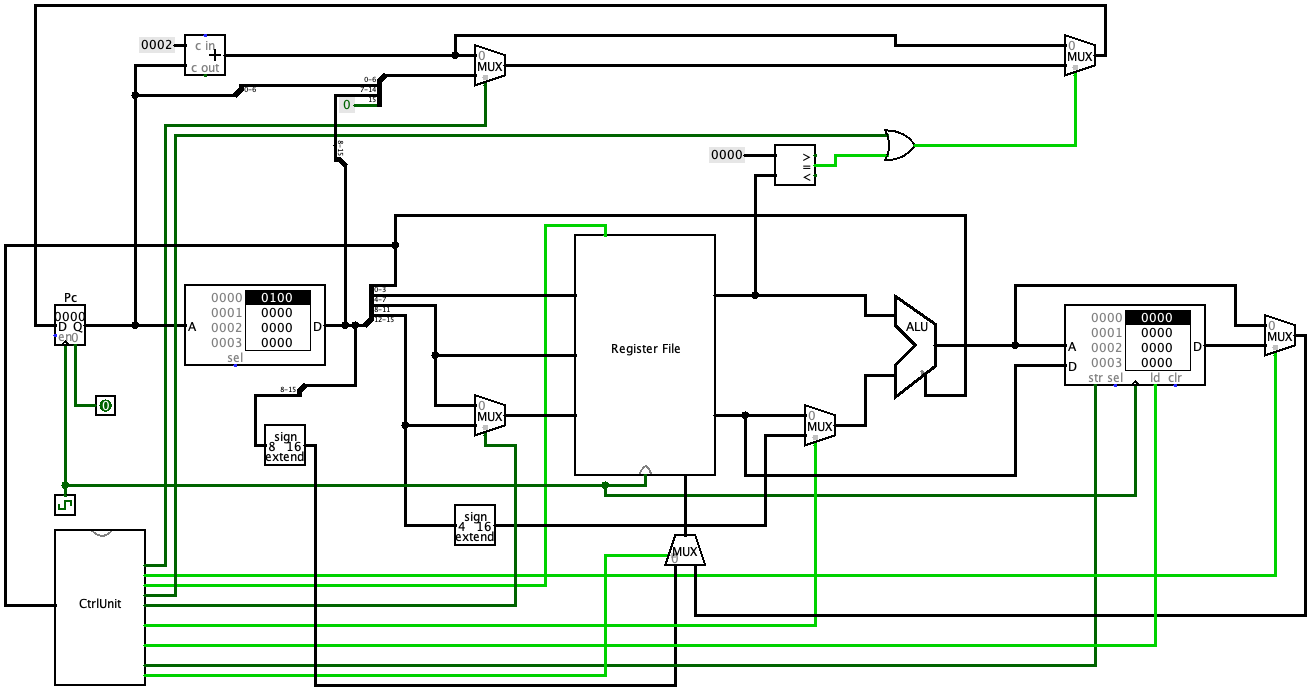 0002
c in
+
c out
0
MUX
0
MUX
0-6
0-6
7-14
15
0
8-15
0000
>
=
<
Pc
0000
D Q
en0
0
A
0000 0100
0001 0000
0002 0000
0003 0000
D
sel
0-3
4-7
8-11
12-15
Register File
ALU
A
D
0000 0000
0001 0000
0002 0000
0003 0000
D
str sel ld clr
0
MUX
8-15
sign
8 16
extend
0
MUX
0
MUX
sign
4 16
extend
MUX
0
CtrlUnit